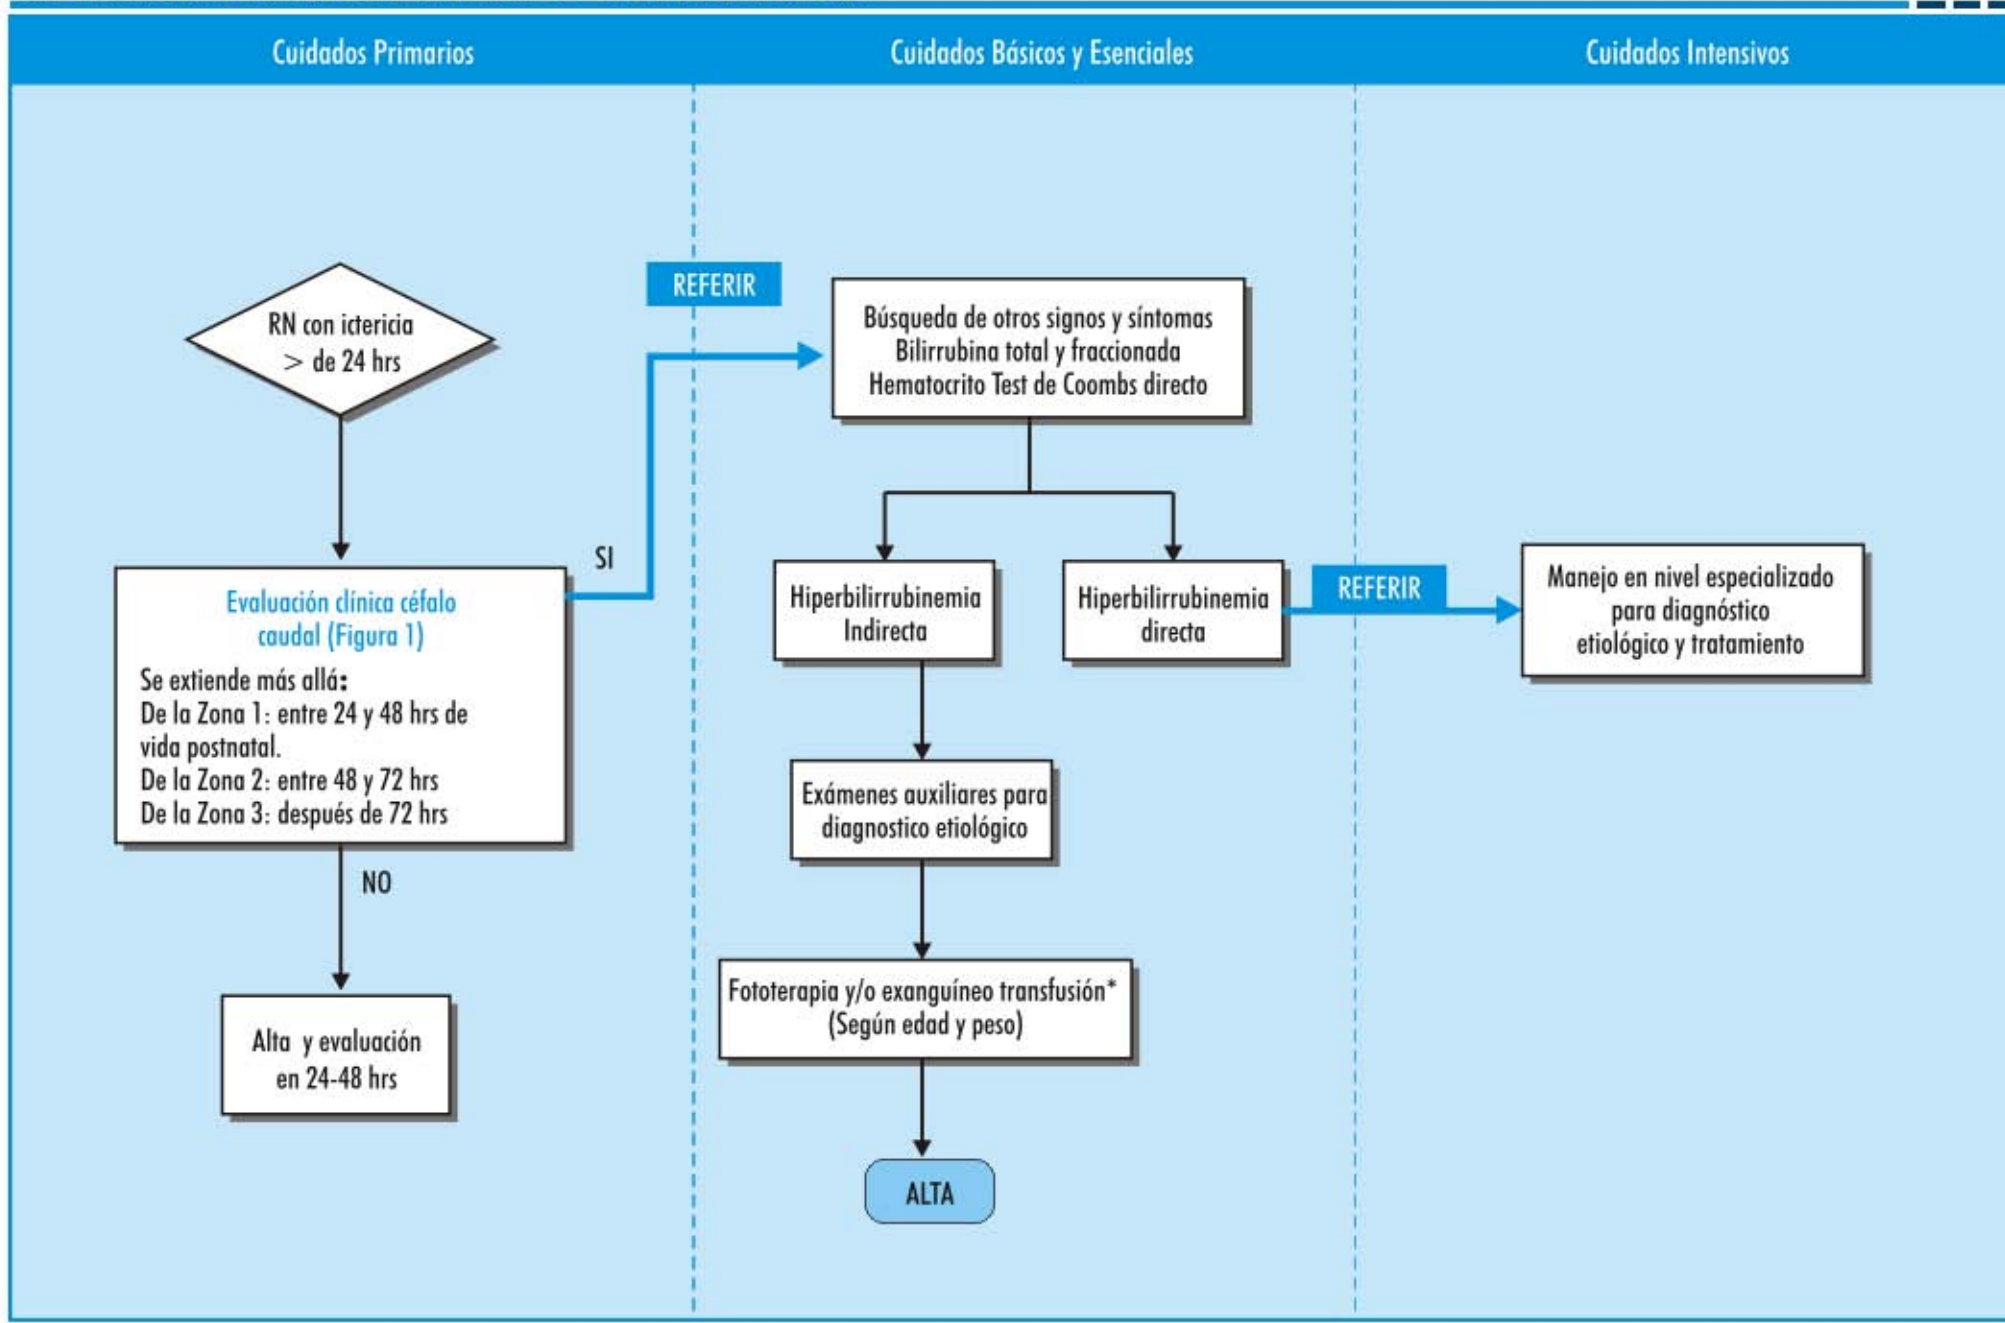 Cuidados Primarios
Cuidados Básicos y Esenciales
Cuidados Intensivos
RN con ictericia
> de 24 hrs
Evaluación clínica céfalo
caudal (Figura 1)
Se extiende más allá:
De la Zona 1: entre 24 y 48 hrs de
vida postnatal.
De la Zona 2: entre 48 y 72 hrs
De la Zona 3: después de 72 hrs
SI
NO
Alta y evaluación
en 24-48 hrs
REFERIR
Búsqueda de otros signos y síntomas
Bilirrubina total y fraccionada
Hematocrito Test de Coombs directo
Hiperbilirrubinemia
Indirecta
Hiperbilirrubinemia
directa
Exámenes auxiliares para
diagnostico etiológico
Fototerapia y/o exanguíneo transfusión*
(Según edad y peso)
ALTA
REFERIR
Manejo en nivel especializado
para diagnóstico
etiológico y tratamiento